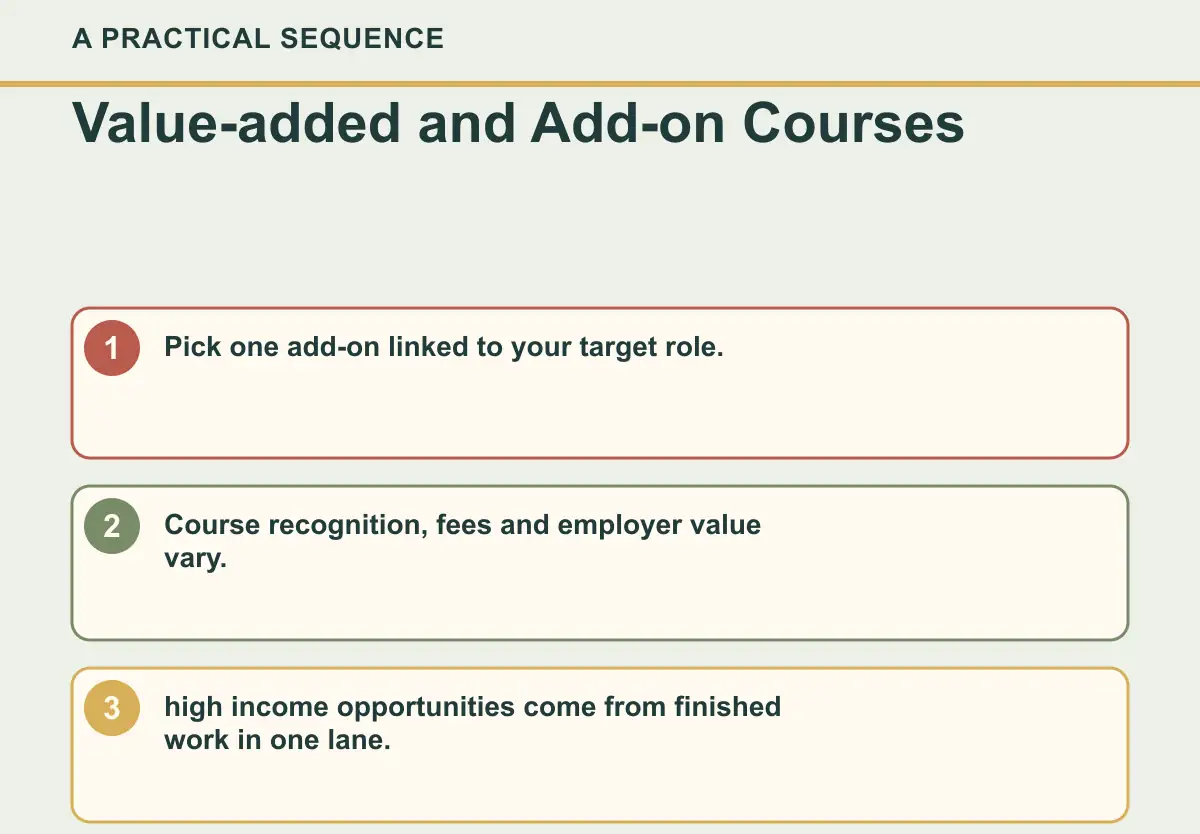 A PRACTICAL SEQUENCE
Value-added and Add-on Courses
1
Pick one add-on linked to your target role.
2
Course recognition, fees and employer value
vary.
3
high income opportunities come from finished
work in one lane.